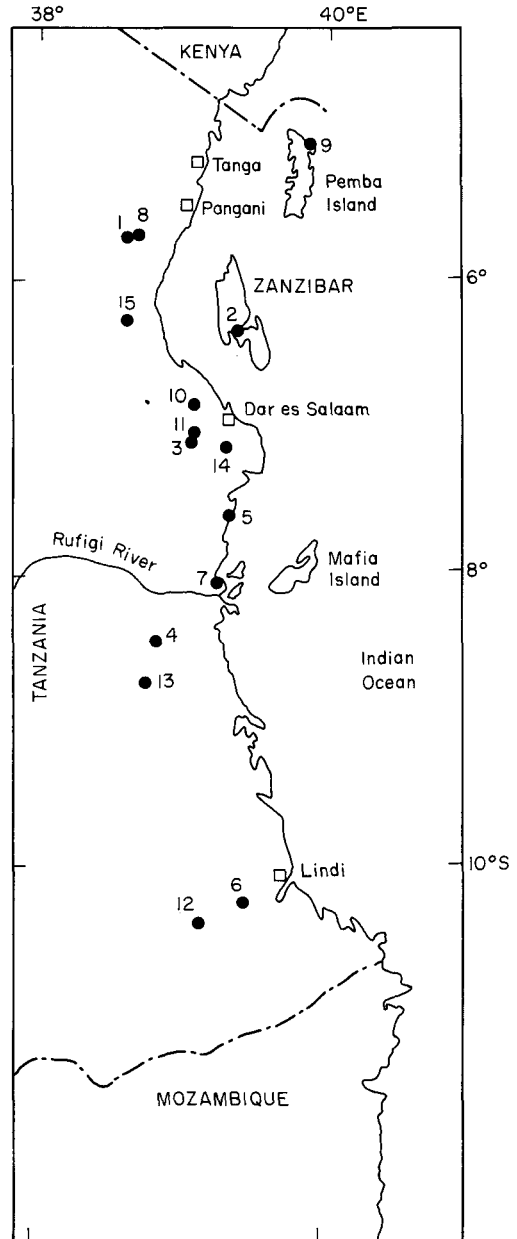 38°
40°E
KENYA
9
Tanga
Pemba
Island
Pangani
1
8
6°
ZANZIBAR
15
2
10
Dar es Salaam
11
3
14
5
Rufigi River
Mafia
Island
7
8°
4
TANZANIA
Indian
Ocean
13
Lindi
10°S
6
12
MOZAMBIQUE